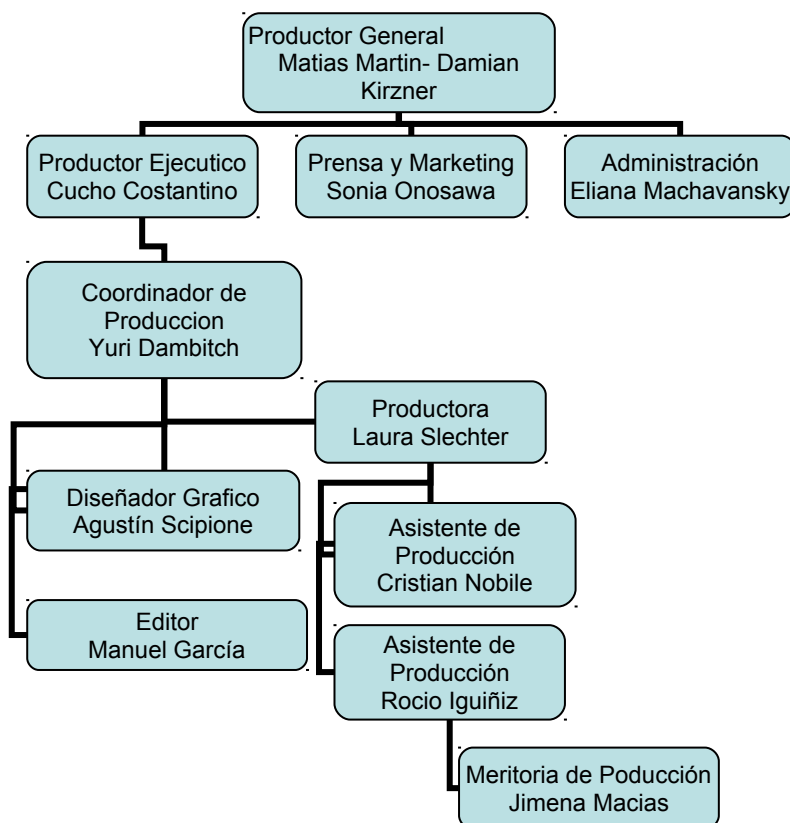 Productor General
Matias Martin- Damian
Kirzner
Productor Ejecutico
Cucho Costantino
Prensa y Marketing
Sonia Onosawa
Administración
Eliana Machavansky
Coordinador de
Produccion
Yuri Dambitch
Productora
Laura Slechter
Diseñador Grafico
Agustín Scipione
Asistente de
Producción
Cristian Nobile
Editor
Manuel García
Asistente de
Producción
Rocio Iguiñiz
Meritoria de Poducción
Jimena Macias